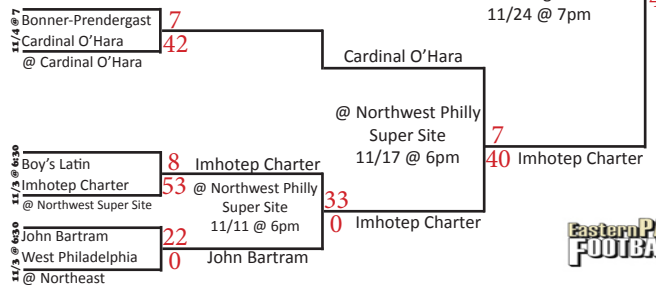 11/24 @ 7pm
11/4 @ 7
Bonner-Prendergast 7
Cardinal O’Hara 42
@ Cardinal O’Hara
Cardinal O’Hara
@ Northwest Philly
Super Site
11/17 @ 6pm
7
40 Imhotep Charter
11/3 @ 6:30
Boy’s Latin 8
Imhotep Charter 53
@ Northwest Super Site
Imhotep Charter
@ Northwest Philly
Super Site
11/11 @ 6pm
33
0 Imhotep Charter
11/3 @ 6:30
John Bartram 22
West Philadelphia 0
@ Northeast
John Bartram